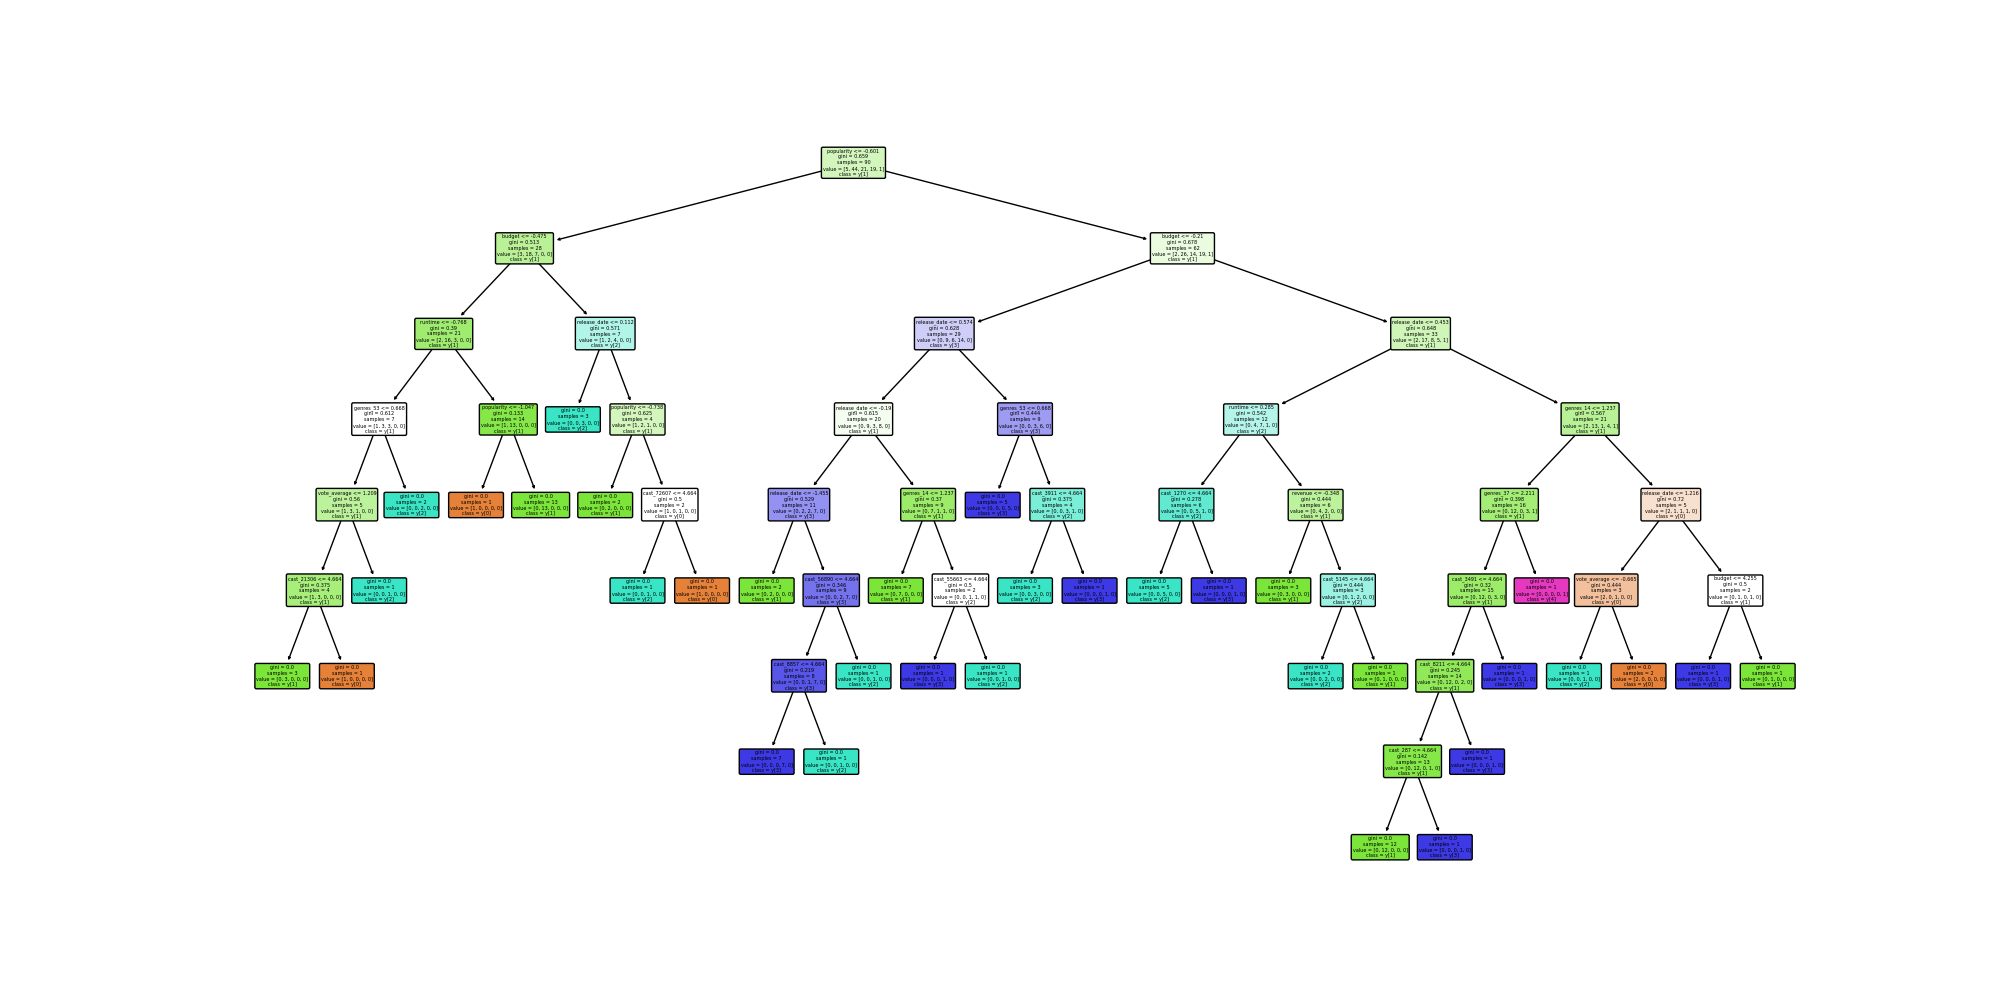 popularity <= -0.601
gini = 0.659
samples = 90
value = [5, 44, 21, 19, 1]
class = y[1]
budget <= -0.475
gini = 0.513
samples = 28
value = [3, 18, 7, 0, 0]
class = y[1]
budget <= -0.21
gini = 0.678
samples = 62
value = [2, 26, 14, 19, 1]
class = y[1]
runtime <= -0.768
gini = 0.39
samples = 21
value = [2, 16, 3, 0, 0]
class = y[1]
release_date <= 0.112
gini = 0.571
samples = 7
value = [1, 2, 4, 0, 0]
class = y[2]
release_date <= 0.574
gini = 0.628
samples = 29
value = [0, 9, 6, 14, 0]
class = y[3]
release_date <= 0.453
gini = 0.648
samples = 33
value = [2, 17, 8, 5, 1]
class = y[1]
genres_53 <= 0.668
gini = 0.612
samples = 7
value = [1, 3, 3, 0, 0]
class = y[1]
popularity <= -1.047
gini = 0.133
samples = 14
value = [1, 13, 0, 0, 0]
class = y[1]
gini = 0.0
samples = 3
value = [0, 0, 3, 0, 0]
class = y[2]
popularity <= -0.738
gini = 0.625
samples = 4
value = [1, 2, 1, 0, 0]
class = y[1]
release_date <= -0.19
gini = 0.615
samples = 20
value = [0, 9, 3, 8, 0]
class = y[1]
genres_53 <= 0.668
gini = 0.444
samples = 9
value = [0, 0, 3, 6, 0]
class = y[3]
runtime <= 0.285
gini = 0.542
samples = 12
value = [0, 4, 7, 1, 0]
class = y[2]
genres_14 <= 1.237
gini = 0.567
samples = 21
value = [2, 13, 1, 4, 1]
class = y[1]
vote_average <= 1.209
gini = 0.56
samples = 5
value = [1, 3, 1, 0, 0]
class = y[1]
gini = 0.0
samples = 2
value = [0, 0, 2, 0, 0]
class = y[2]
gini = 0.0
samples = 1
value = [1, 0, 0, 0, 0]
class = y[0]
gini = 0.0
samples = 13
value = [0, 13, 0, 0, 0]
class = y[1]
gini = 0.0
samples = 2
value = [0, 2, 0, 0, 0]
class = y[1]
cast_72607 <= 4.664
gini = 0.5
samples = 2
value = [1, 0, 1, 0, 0]
class = y[0]
release_date <= -1.455
gini = 0.529
samples = 11
value = [0, 2, 2, 7, 0]
class = y[3]
genres_14 <= 1.237
gini = 0.37
samples = 9
value = [0, 7, 1, 1, 0]
class = y[1]
gini = 0.0
samples = 5
value = [0, 0, 0, 5, 0]
class = y[3]
cast_3911 <= 4.664
gini = 0.375
samples = 4
value = [0, 0, 3, 1, 0]
class = y[2]
cast_1270 <= 4.664
gini = 0.278
samples = 6
value = [0, 0, 5, 1, 0]
class = y[2]
revenue <= -0.348
gini = 0.444
samples = 6
value = [0, 4, 2, 0, 0]
class = y[1]
genres_37 <= 2.211
gini = 0.398
samples = 16
value = [0, 12, 0, 3, 1]
class = y[1]
release_date <= 1.216
gini = 0.72
samples = 5
value = [2, 1, 1, 1, 0]
class = y[0]
cast_21306 <= 4.664
gini = 0.375
samples = 4
value = [1, 3, 0, 0, 0]
class = y[1]
gini = 0.0
samples = 1
value = [0, 0, 1, 0, 0]
class = y[2]
gini = 0.0
samples = 1
value = [0, 0, 1, 0, 0]
class = y[2]
gini = 0.0
samples = 1
value = [1, 0, 0, 0, 0]
class = y[0]
gini = 0.0
samples = 2
value = [0, 2, 0, 0, 0]
class = y[1]
cast_56890 <= 4.664
gini = 0.346
samples = 9
value = [0, 0, 2, 7, 0]
class = y[3]
gini = 0.0
samples = 7
value = [0, 7, 0, 0, 0]
class = y[1]
cast_55663 <= 4.664
gini = 0.5
samples = 2
value = [0, 0, 1, 1, 0]
class = y[2]
gini = 0.0
samples = 3
value = [0, 0, 3, 0, 0]
class = y[2]
gini = 0.0
samples = 1
value = [0, 0, 0, 1, 0]
class = y[3]
gini = 0.0
samples = 5
value = [0, 0, 5, 0, 0]
class = y[2]
gini = 0.0
samples = 1
value = [0, 0, 0, 1, 0]
class = y[3]
gini = 0.0
samples = 3
value = [0, 3, 0, 0, 0]
class = y[1]
cast_5145 <= 4.664
gini = 0.444
samples = 3
value = [0, 1, 2, 0, 0]
class = y[2]
cast_3491 <= 4.664
gini = 0.32
samples = 15
value = [0, 12, 0, 3, 0]
class = y[1]
gini = 0.0
samples = 1
value = [0, 0, 0, 0, 1]
class = y[4]
vote_average <= -0.665
gini = 0.444
samples = 3
value = [2, 0, 1, 0, 0]
class = y[0]
budget <= 4.255
gini = 0.5
samples = 2
value = [0, 1, 0, 1, 0]
class = y[1]
gini = 0.0
samples = 3
value = [0, 3, 0, 0, 0]
class = y[1]
gini = 0.0
samples = 1
value = [1, 0, 0, 0, 0]
class = y[0]
cast_8857 <= 4.664
gini = 0.219
samples = 8
value = [0, 0, 1, 7, 0]
class = y[3]
gini = 0.0
samples = 1
value = [0, 0, 1, 0, 0]
class = y[2]
gini = 0.0
samples = 1
value = [0, 0, 0, 1, 0]
class = y[3]
gini = 0.0
samples = 1
value = [0, 0, 1, 0, 0]
class = y[2]
gini = 0.0
samples = 2
value = [0, 0, 2, 0, 0]
class = y[2]
gini = 0.0
samples = 1
value = [0, 1, 0, 0, 0]
class = y[1]
cast_8211 <= 4.664
gini = 0.245
samples = 14
value = [0, 12, 0, 2, 0]
class = y[1]
gini = 0.0
samples = 1
value = [0, 0, 0, 1, 0]
class = y[3]
gini = 0.0
samples = 1
value = [0, 0, 1, 0, 0]
class = y[2]
gini = 0.0
samples = 2
value = [2, 0, 0, 0, 0]
class = y[0]
gini = 0.0
samples = 1
value = [0, 0, 0, 1, 0]
class = y[3]
gini = 0.0
samples = 1
value = [0, 1, 0, 0, 0]
class = y[1]
gini = 0.0
samples = 7
value = [0, 0, 0, 7, 0]
class = y[3]
gini = 0.0
samples = 1
value = [0, 0, 1, 0, 0]
class = y[2]
cast_287 <= 4.664
gini = 0.142
samples = 13
value = [0, 12, 0, 1, 0]
class = y[1]
gini = 0.0
samples = 1
value = [0, 0, 0, 1, 0]
class = y[3]
gini = 0.0
samples = 12
value = [0, 12, 0, 0, 0]
class = y[1]
gini = 0.0
samples = 1
value = [0, 0, 0, 1, 0]
class = y[3]